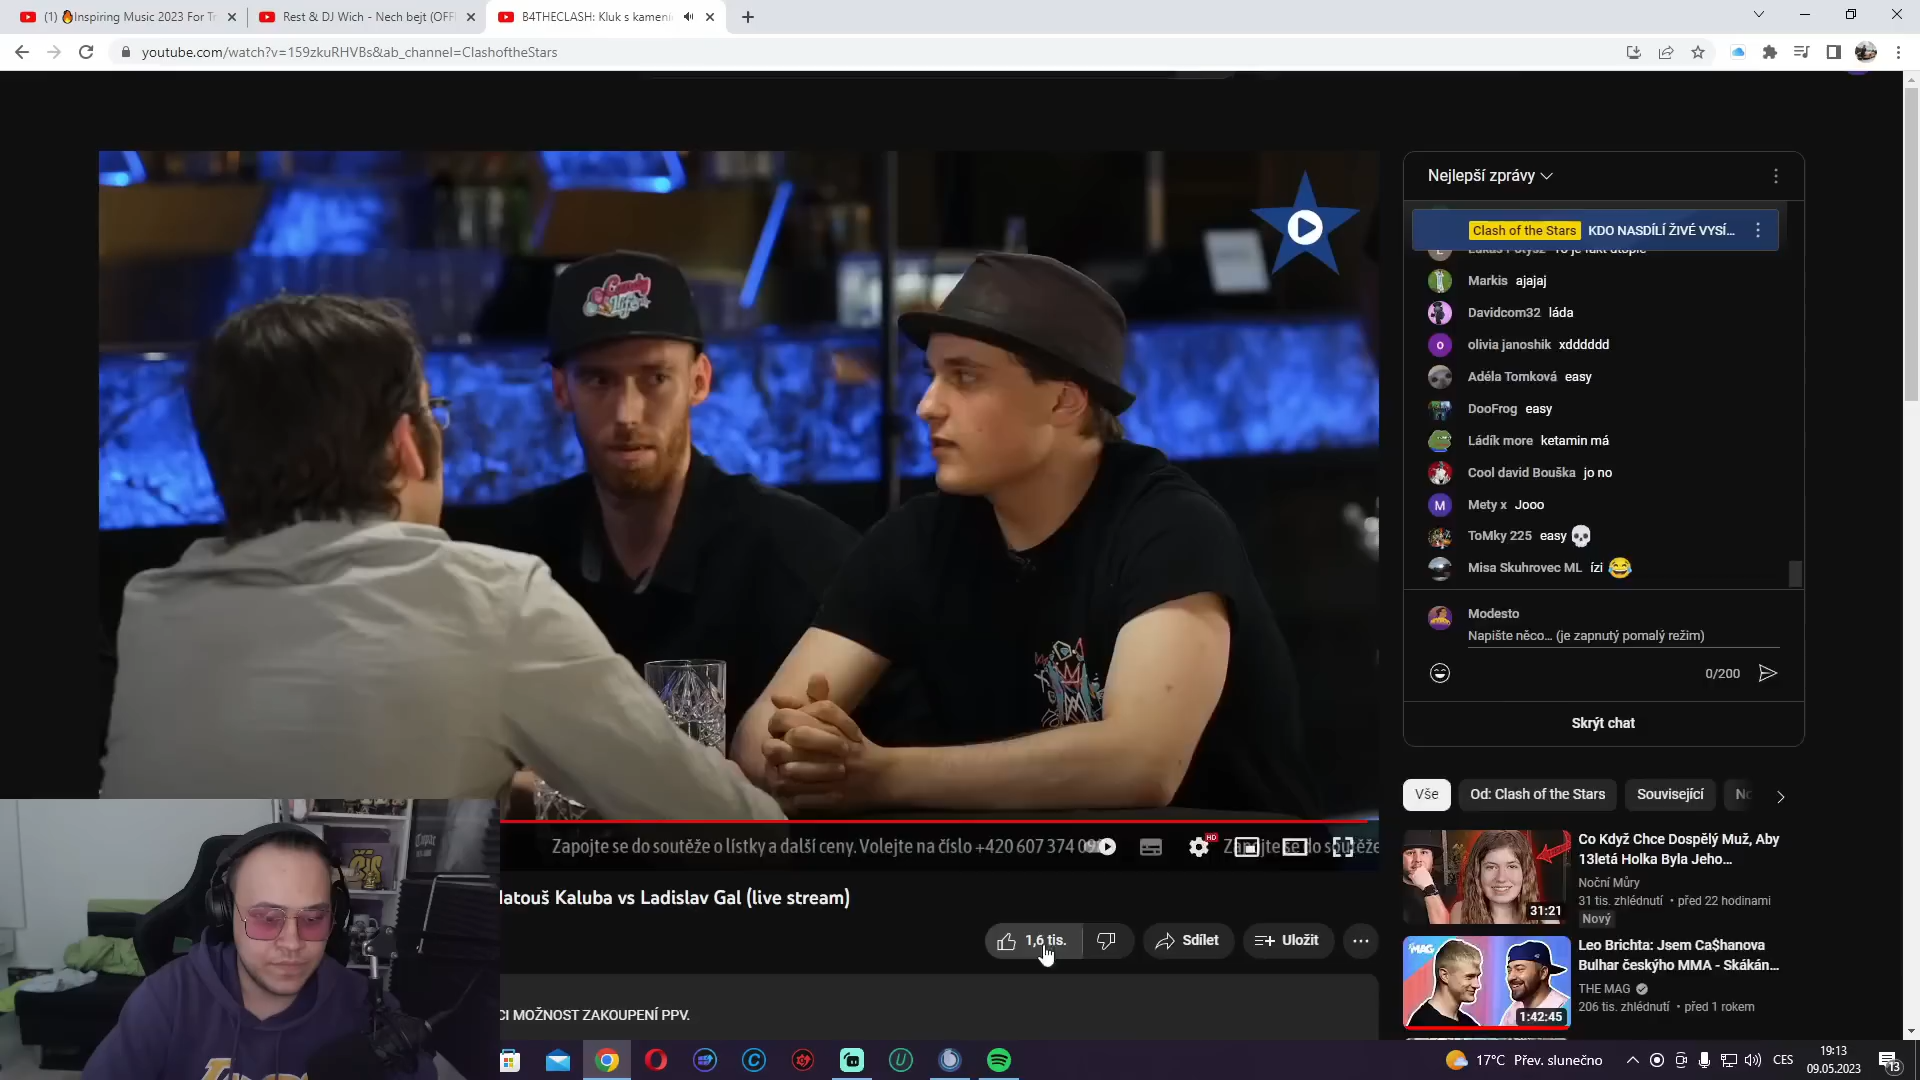 (1) 🔥Inspiring Music 2023 For Tr
Rest & DJ Wich - Nech bejt (OFF
B4THECLASH: Kluk s kamení
youtube.com/watch?v=159zkuRHVBs&ab_channel=ClashoftheStars
Nejlepší zprávy
Clash of the Stars KDO NASDÍLÍ ŽIVÉ VYSÍ...
Markis ajajaj
Davidcom32 láda
olivia janoshik xdddddd
Adéla Tomková easy
DooFrog easy
Ládík more ketamin má
Cool david Bouška jo no
Mety x Jooo
ToMky 225 easy 💀
Misa Skuhrovec ML ízi 😂
Modesto
Napište něco... (je zapnutý pomalý režim)
0/200
Skrýt chat
Candy
Life
Zapojte se do soutěže o lístky a další ceny. Volejte na číslo +420 607 374
HD
latouš Kaluba vs Ladislav Gal (live stream)
1,6 tis.
Sdílet
Uložit
CI MOŽNOST ZAKOUPENÍ PPV.
Vše
Od: Clash of the Stars
Související
Co Když Chce Dospělý Muž, Aby
13letá Holka Byla Jeho...
Noční Můry
31 tis. zhlédnutí • před 22 hodinami
Nový
31:21
Leo Brichta: Jsem Ca$hanova
Bulhar českýho MMA - Skákán...
THE MAG
206 tis. zhlédnutí • před 1 rokem
1:42:45
17°C Přev. slunečno
CES
19:13
09.05.2023
13